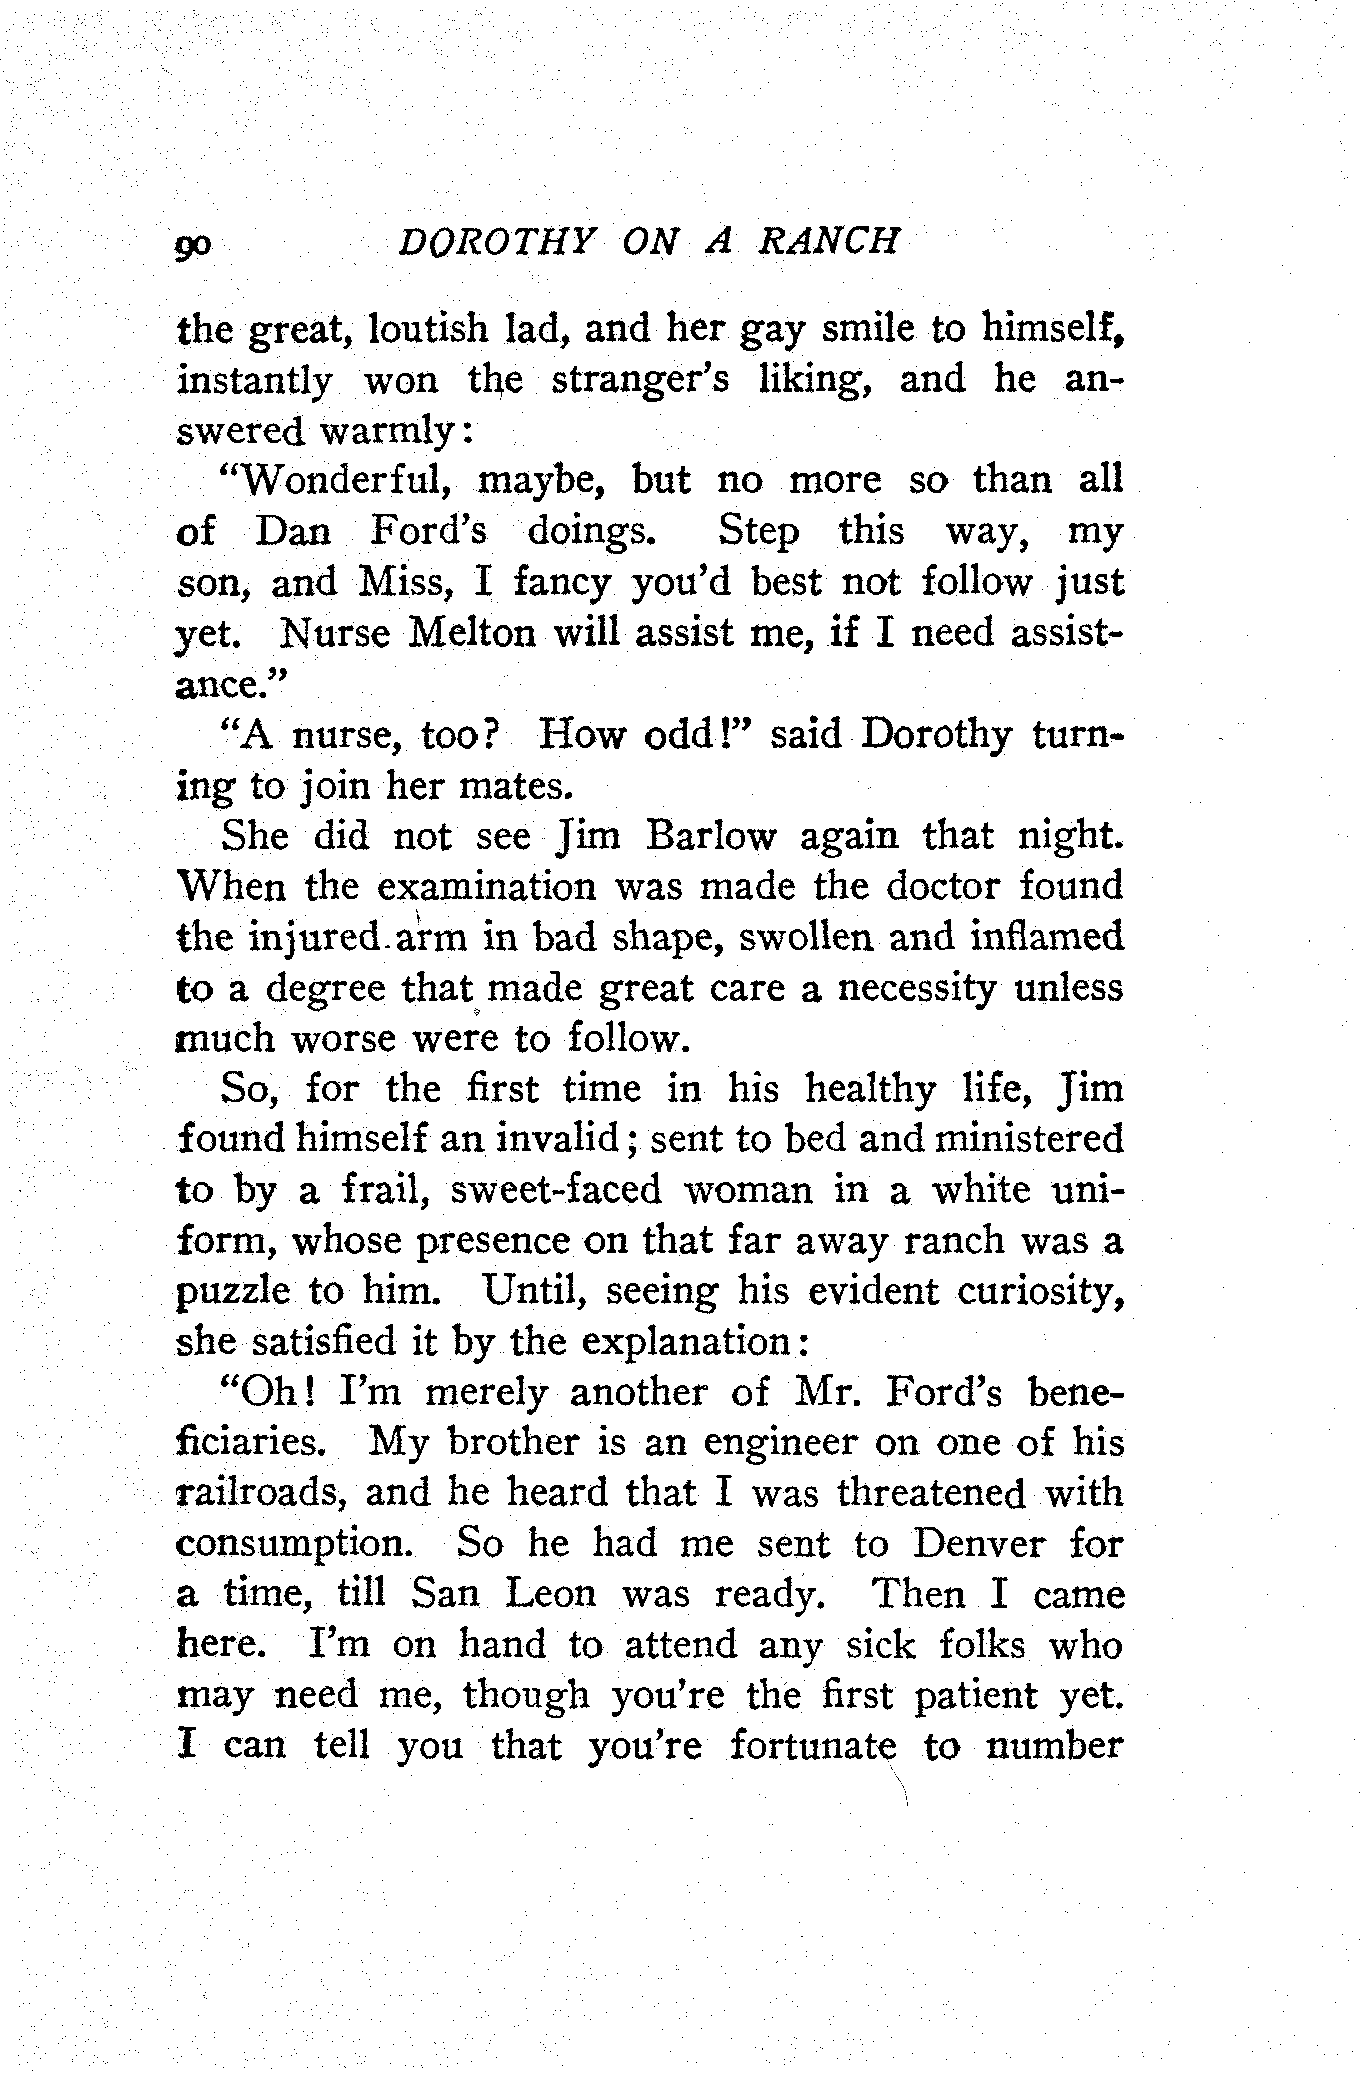 90 DOROTHY ON A RANCH
the great, loutish lad, and her gay smile to himself,
instantly won the stranger's liking, and he an-
swered warmly:
"Wonderful, maybe, but no more so than all
of Dan Ford's doings. Step this way, my
son, and Miss, I fancy you'd best not follow just
yet. Nurse Melton will assist me, if I need assist-
ance."
"A nurse, too? How odd!" said Dorothy turn-
ing to join her mates.
She did not see Jim Barlow again that night.
When the examination was made the doctor found
the injured arm in bad shape, swollen and inflamed
to a degree that made great care a necessity unless
much worse were to follow.
So, for the first time in his healthy life, Jim
found himself an invalid; sent to bed and ministered
to by a frail, sweet-faced woman in a white uni-
form, whose presence on that far away ranch was a
puzzle to him. Until, seeing his evident curiosity,
she satisfied it by the explanation:
"Oh! I'm merely another of Mr. Ford's bene-
ficiaries. My brother is an engineer on one of his
railroads, and he heard that I was threatened with
consumption. So he had me sent to Denver for
a time, till San Leon was ready. Then I came
here. I'm on hand to attend any sick folks who
may need me, though you're the first patient yet.
I can tell you that you're fortunate to number